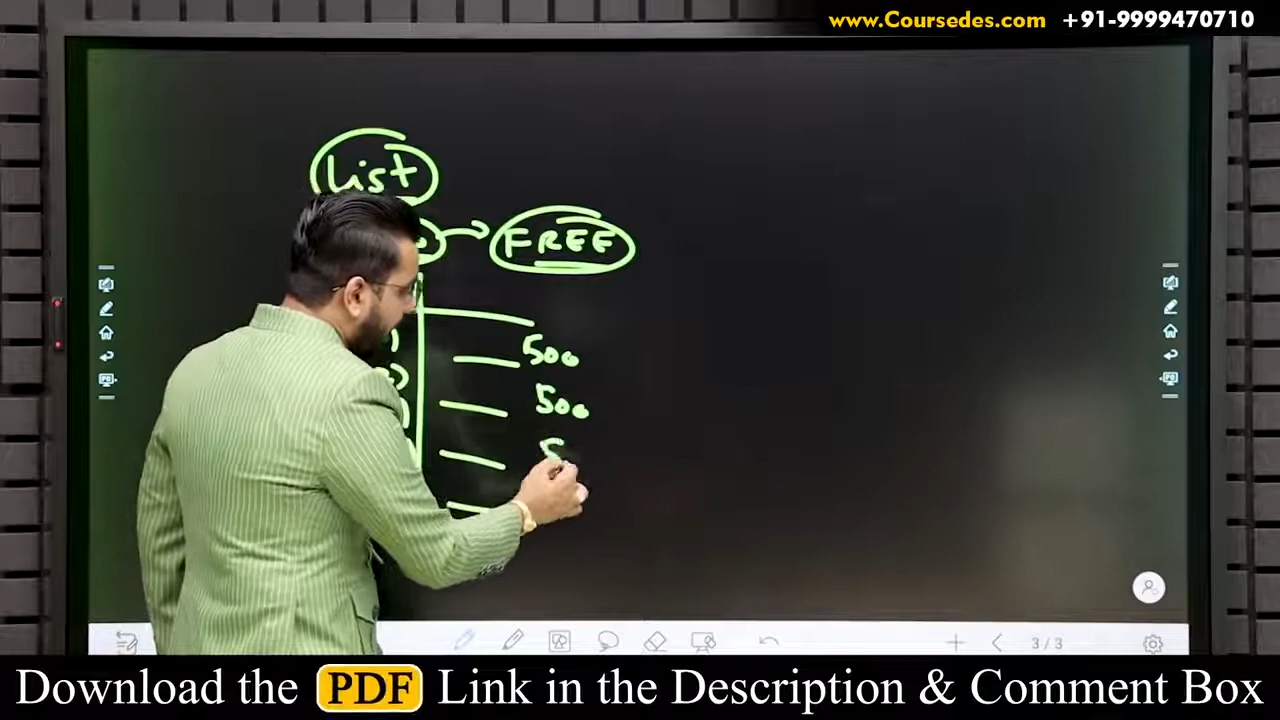 www.Coursedes.com +91-9999470710
List
FREE
500
500
3/3
Download the PDF Link in the Description & Comment Box